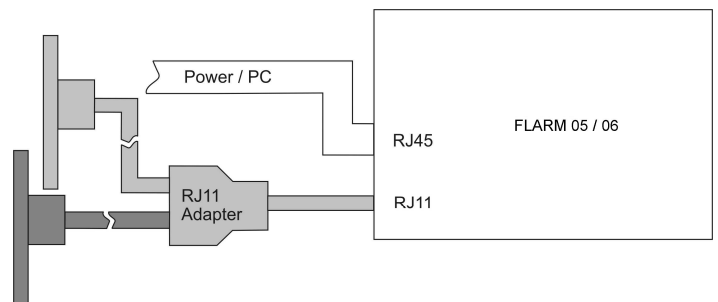 Power / PC
FLARM 05 / 06
RJ45
RJ11
Adapter
RJ11